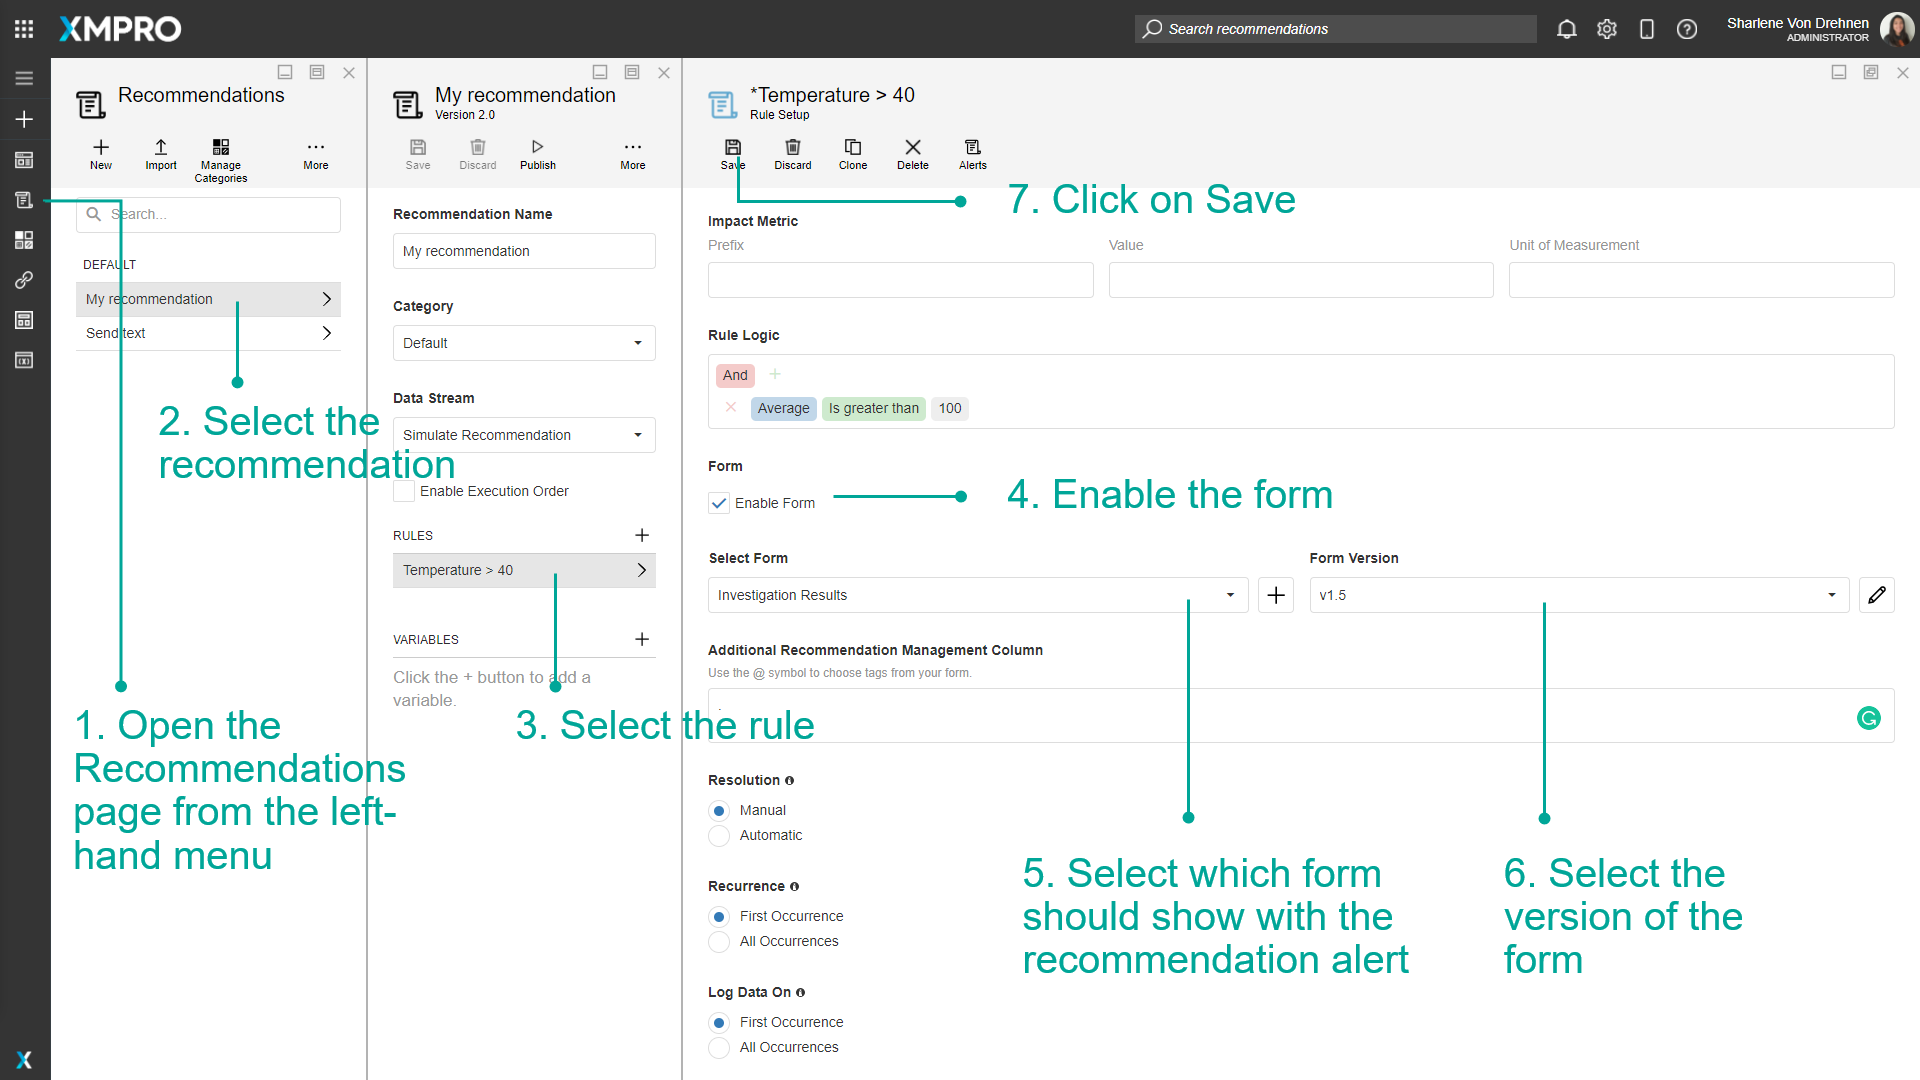 XMPRO
Search recommendations
Sharlene Von Drehnen
ADMINISTRATOR
Recommendations
New
Import
Manage
Categories
More
Search...
DEFAULT
My recommendation
Send text
2. Select the
recommendation
1. Open the
Recommendations
page from the left-
hand menu
My recommendation
Version 2.0
Save
Discard
Publish
More
Recommendation Name
My recommendation
Category
Default
Data Stream
Simulate Recommendation
Enable Execution Order
RULES
Temperature > 40
VARIABLES
Click the + button to add a
variable.
3. Select the rule
*Temperature > 40
Rule Setup
Save
Discard
Clone
Delete
Alerts
7. Click on Save
Impact Metric
Prefix
Value
Unit of Measurement
Rule Logic
And
Average
Is greater than
100
Form
Enable Form
4. Enable the form
Select Form
Form Version
Investigation Results
v1.5
Additional Recommendation Management Column
Use the @ symbol to choose tags from your form.
Resolution
Manual
Automatic
5. Select which form
should show with the
recommendation alert
6. Select the
version of the
form
Recurrence
First Occurrence
All Occurrences
Log Data On
First Occurrence
All Occurrences